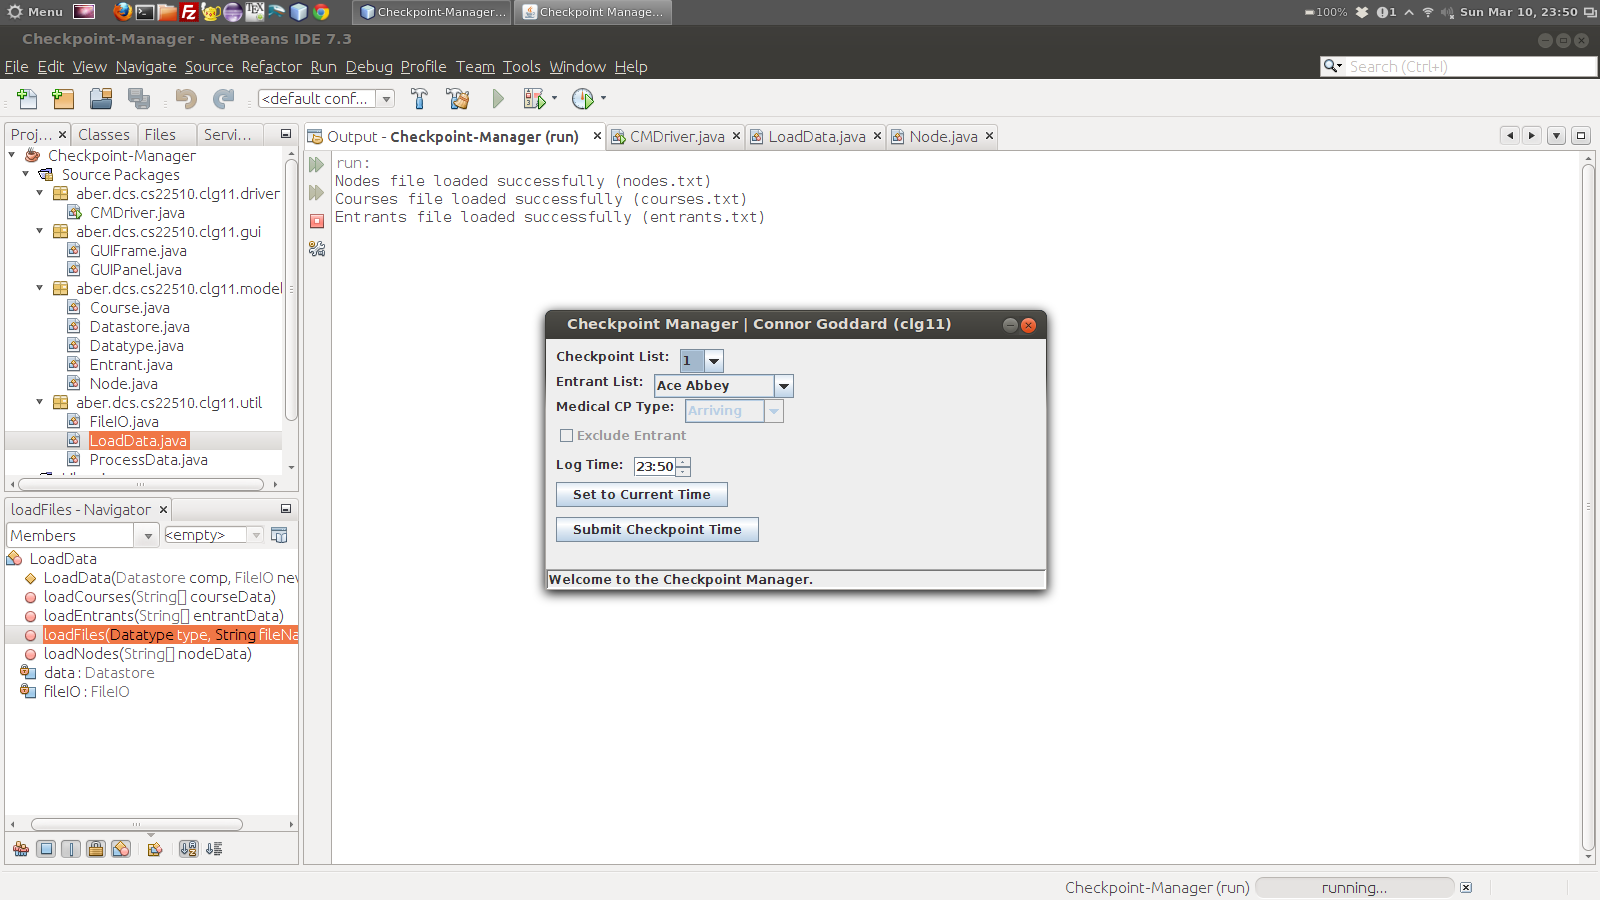 Menu Checkpoint-Manager... Checkpoint Manage... 100% 1 Sun Mar 10, 23:50
Checkpoint-Manager - NetBeans IDE 7.3
File Edit View Navigate Source Refactor Run Debug Profile Team Tools Window Help Search (Ctrl+I)
<default conf...
Proj... Classes Files Servi...
Checkpoint-Manager
Source Packages
aber.dcs.cs22510.clg11.driver
CMDriver.java
aber.dcs.cs22510.clg11.gui
GUIFrame.java
GUIPanel.java
aber.dcs.cs22510.clg11.model
Course.java
Datastore.java
Datatype.java
Entrant.java
Node.java
aber.dcs.cs22510.clg11.util
FileIO.java
LoadData.java
ProcessData.java
loadFiles - Navigator
Members <empty>
LoadData
LoadData(Datastore comp, FileIO nev
loadCourses(String[] courseData)
loadEntrants(String[] entrantData)
loadFiles(Datatype type, String fileNa
loadNodes(String[] nodeData)
data : Datastore
fileIO : FileIO
Output - Checkpoint-Manager (run) CMDriver.java LoadData.java Node.java
run:
Nodes file loaded successfully (nodes.txt)
Courses file loaded successfully (courses.txt)
Entrants file loaded successfully (entrants.txt)
Checkpoint Manager | Connor Goddard (clg11)
Checkpoint List: 1
Entrant List: Ace Abbey
Medical CP Type: Arriving
Exclude Entrant
Log Time: 23:50
Set to Current Time
Submit Checkpoint Time
Welcome to the Checkpoint Manager.
Checkpoint-Manager (run) running...